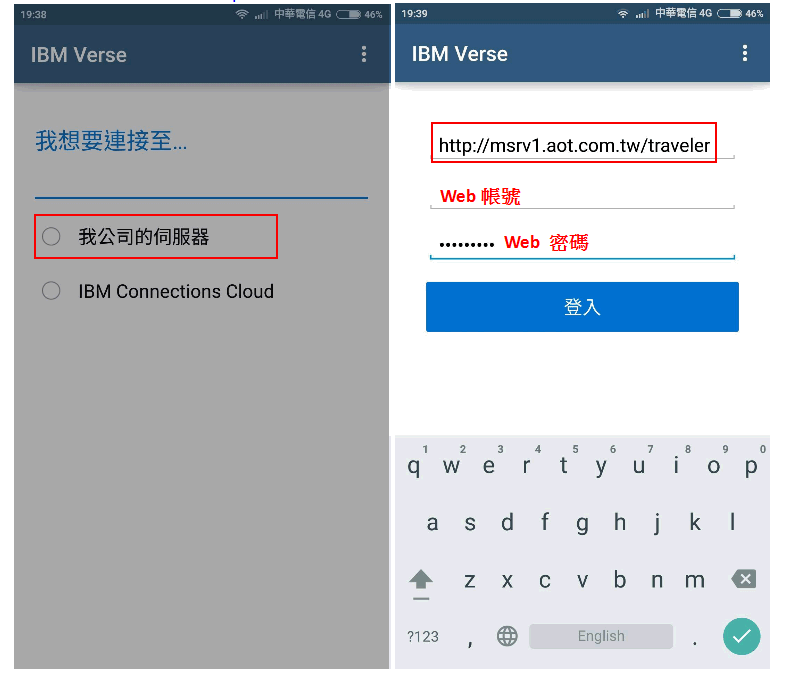 19:38 中華電信 4G 46%
IBM Verse
我想要連接至...
我公司的伺服器
IBM Connections Cloud
19:39 中華電信 4G 46%
IBM Verse
http://msrv1.aot.com.tw/traveler
Web 帳號
••••••••• Web 密碼
登入
1 2 3 4 5 6 7 8 9 0
q w e r t y u i o p
a s d f g h j k l
z x c v b n m
?123 , English .